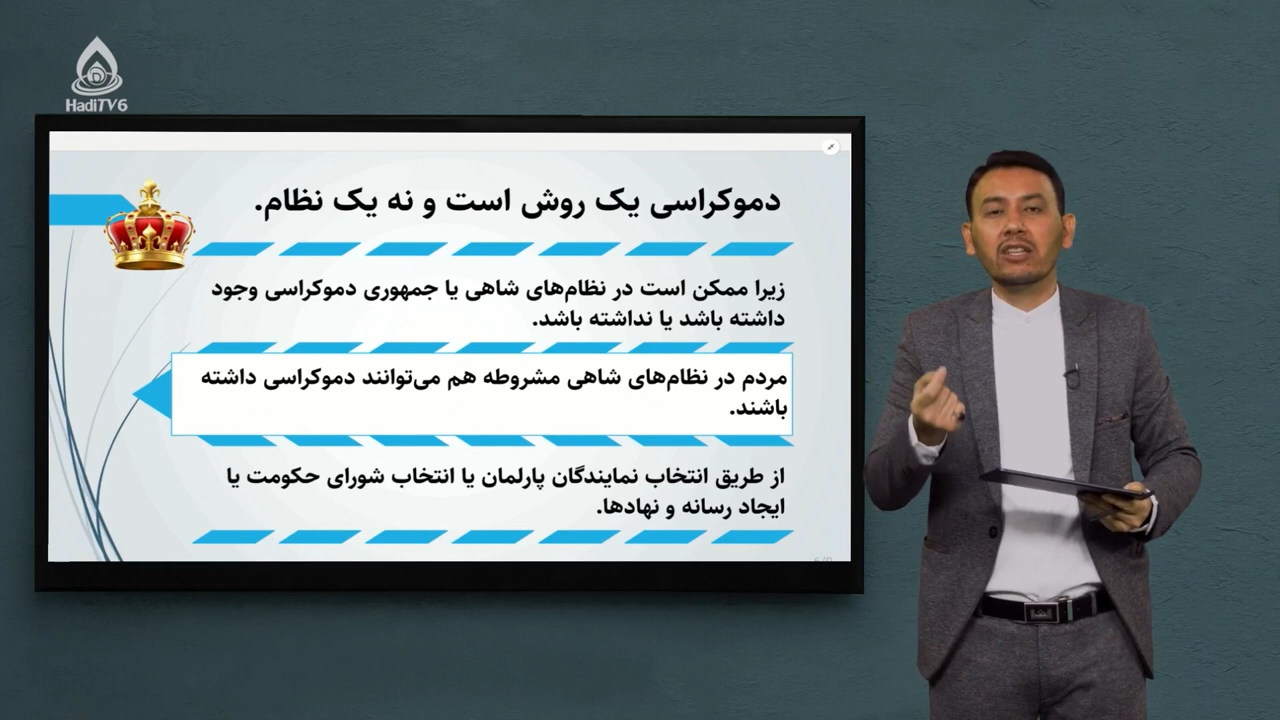 HadiTV6
دموکراسی یک روش است و نه یک نظام.
زیرا ممکن است در نظام‌های شاهی یا جمهوری دموکراسی وجود
داشته باشد یا نداشته باشد.
مردم در نظام‌های شاهی مشروطه هم می‌توانند دموکراسی داشته
باشند.
از طریق انتخاب نمایندگان پارلمان یا انتخاب شورای حکومت یا
ایجاد رسانه و نهادها.